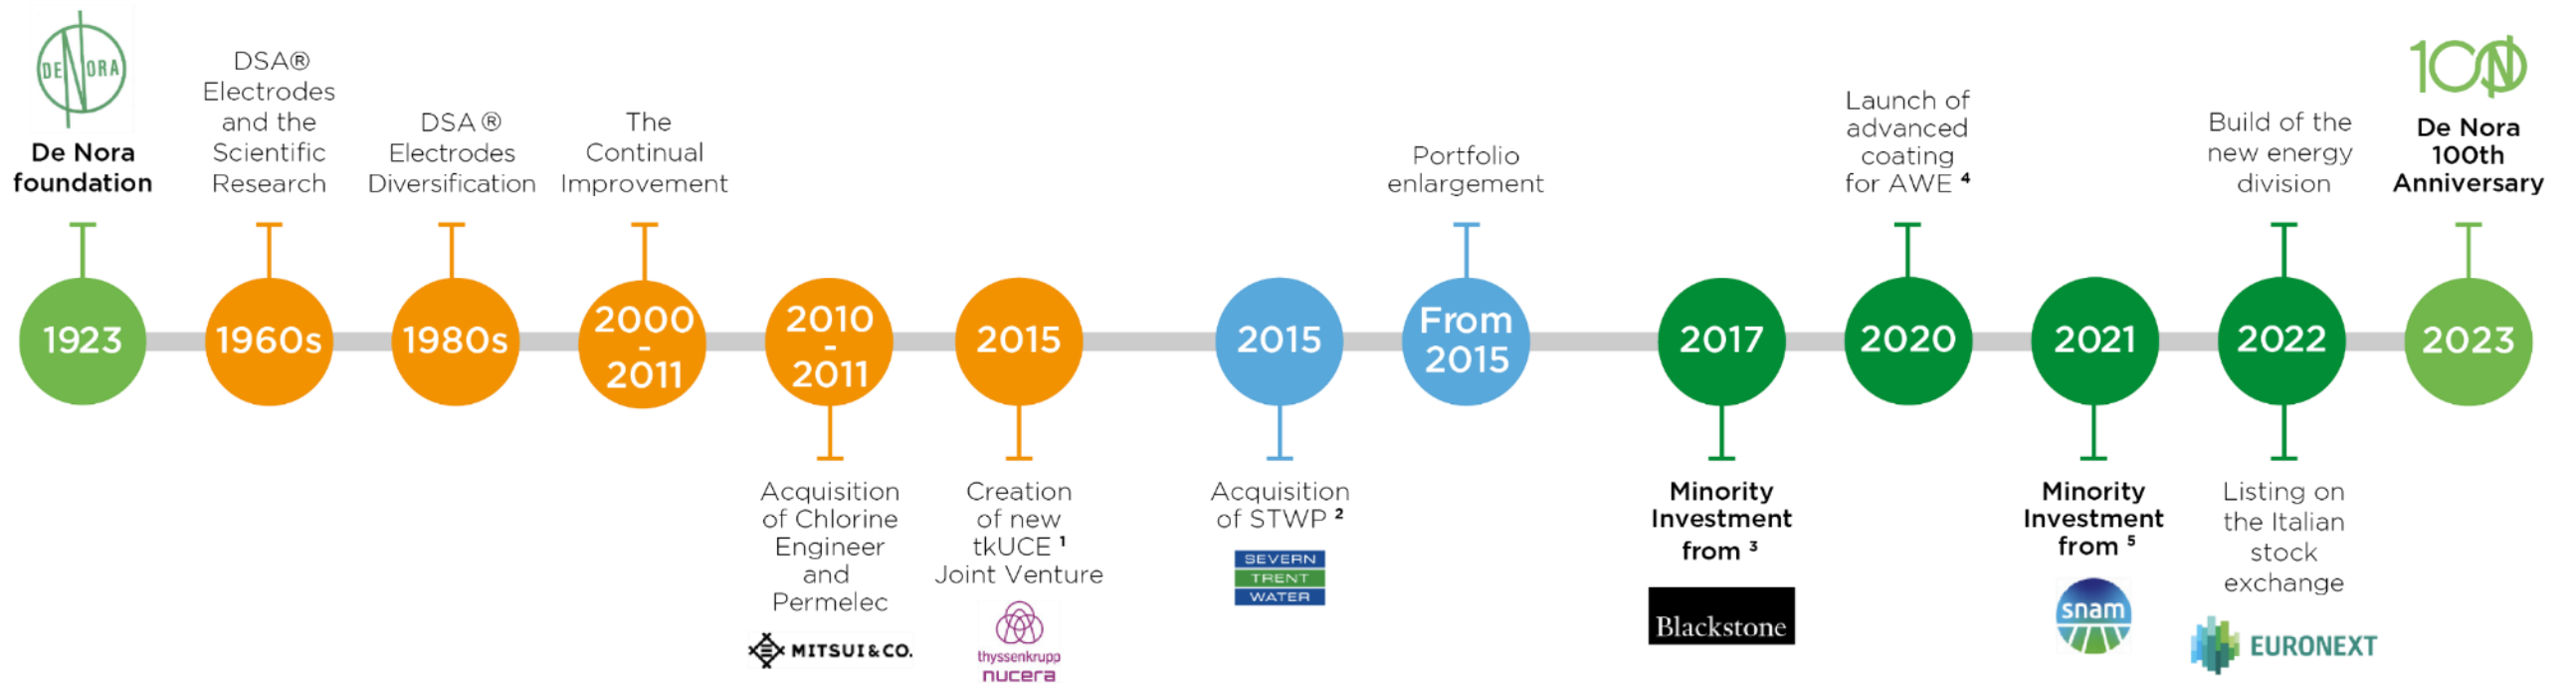 DE NORA
De Nora
foundation
1923
DSA®
Electrodes
and the
Scientific
Research
1960s
DSA ®
Electrodes
Diversification
1980s
The
Continual
Improvement
2000
-
2011
2010
-
2011
Acquisition
of Chlorine
Engineer
and
Permelec
MITSUI & CO.
2015
Creation
of new
tkUCE 1
Joint Venture
thyssenkrupp
nucera
2015
Acquisition
of STWP 2
SEVERN
TRENT
WATER
Portfolio
enlargement
From
2015
2017
Minority
Investment
from 3
Blackstone
Launch of
advanced
coating
for AWE 4
2020
2021
Minority
Investment
from 5
snam
Build of the
new energy
division
2022
Listing on
the Italian
stock
exchange
EURONEXT
100
De Nora
100th
Anniversary
2023